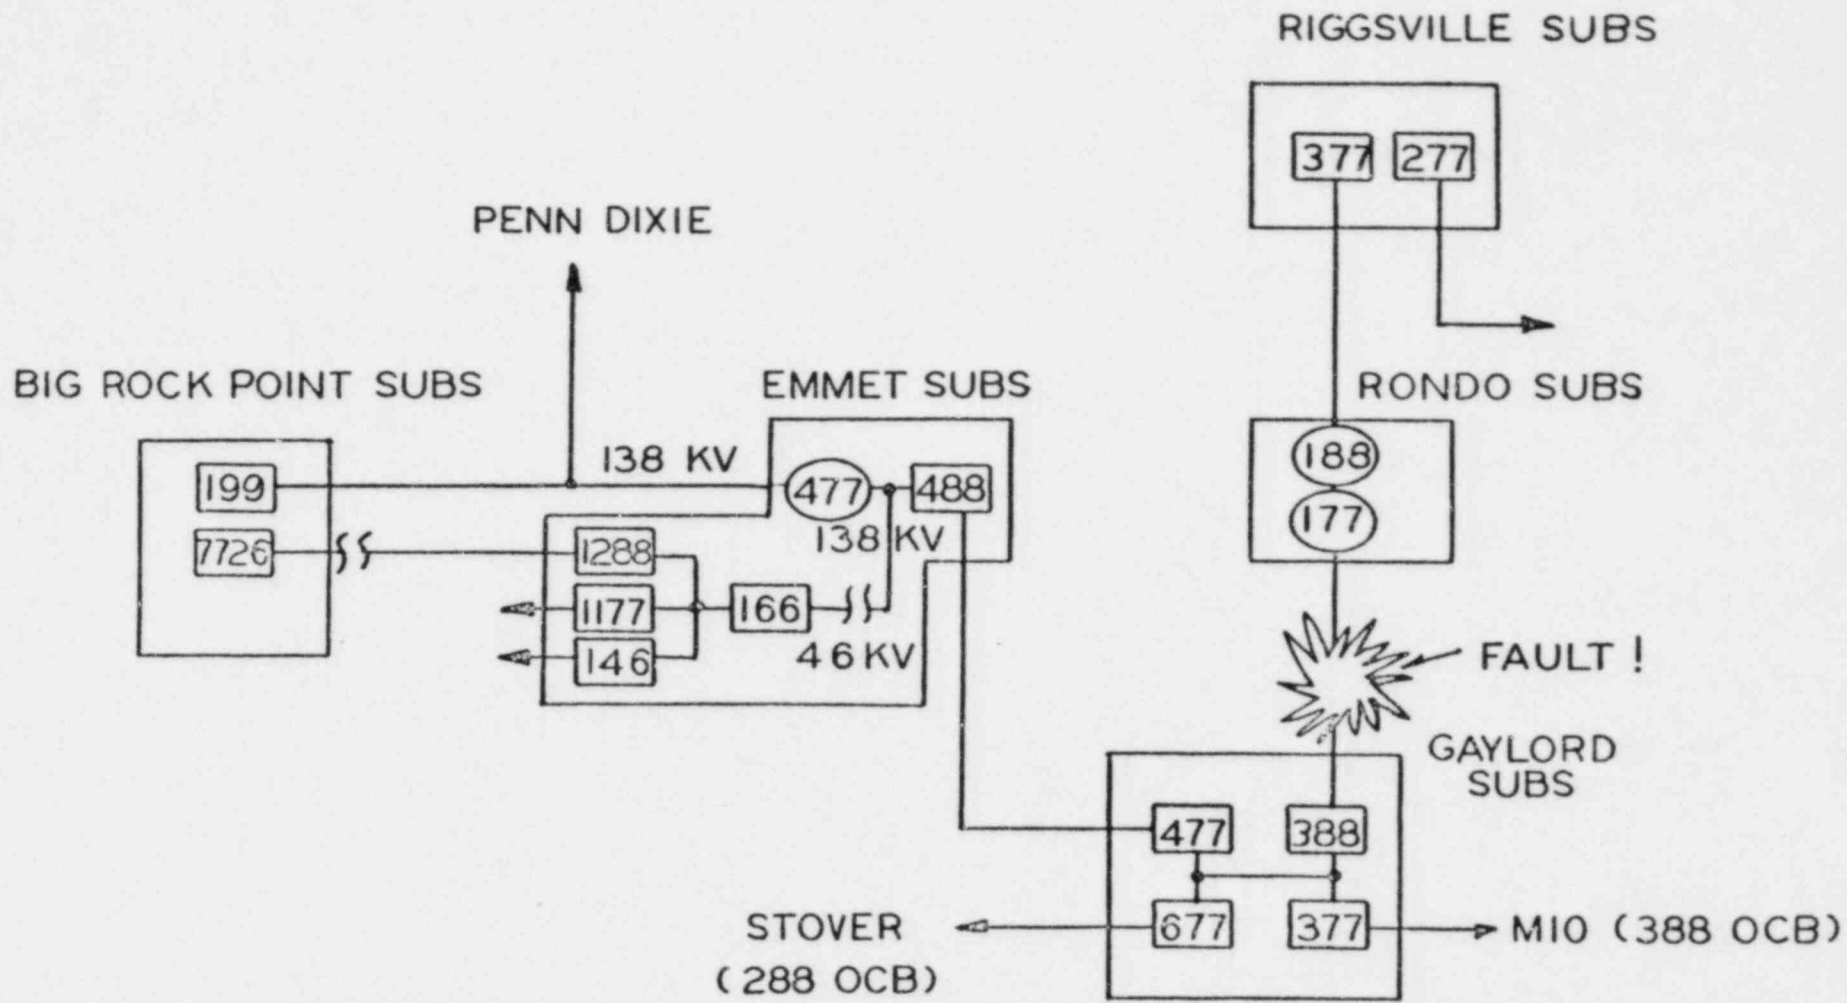 RIGGSVILLE SUBS
377 277
PENN DIXIE
BIG ROCK POINT SUBS
EMMET SUBS
RONDO SUBS
138 KV
199
477
488
188
177
7726
1288
138 KV
1177
166
146
46 KV
FAULT !
GAYLORD
SUBS
477 388
STOVER
(288 OCB)
677 377
MIO (388 OCB)